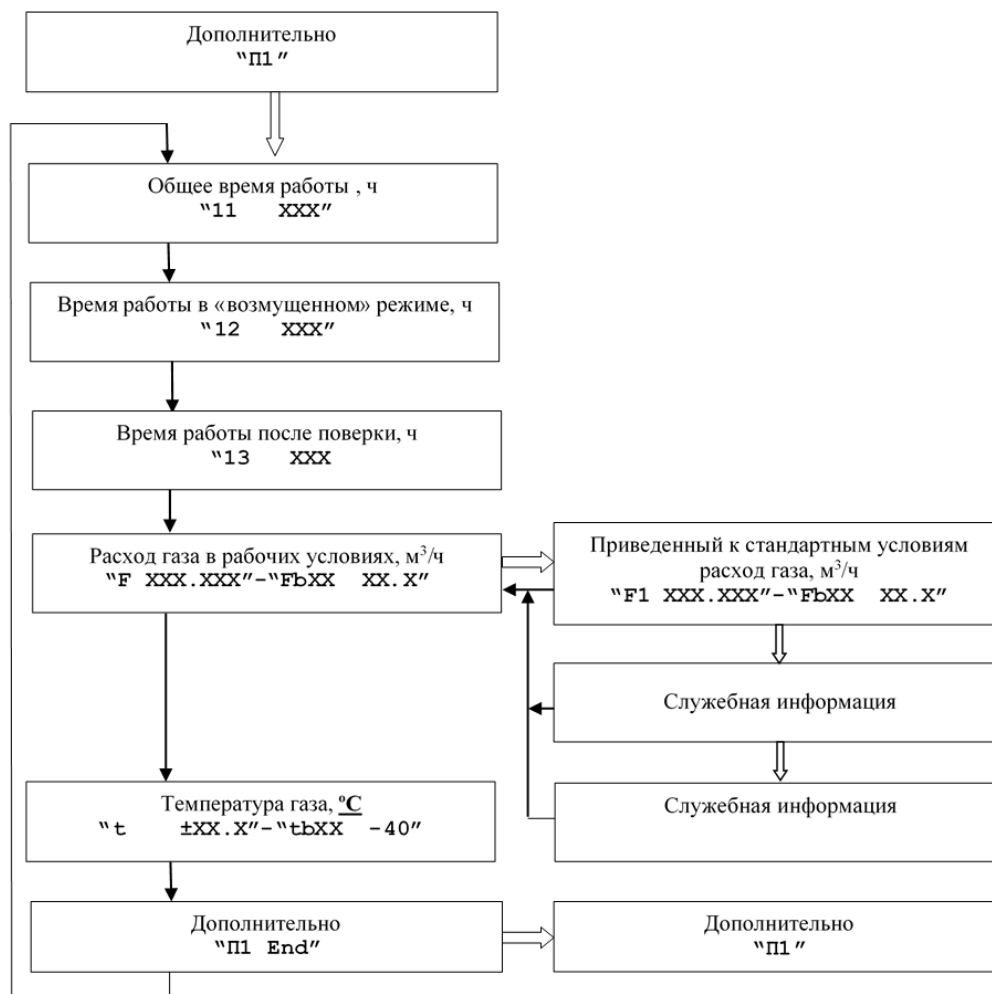 Дополнительно
“П1”
Общее время работы , ч
“11   XXX”
Время работы в «возмущенном» режиме, ч
“12   XXX”
Время работы после поверки, ч
“13   XXX
Расход газа в рабочих условиях, м³/ч
“F XXX.XXX”–“FbXX  XX.X”
Приведенный к стандартным условиям
расход газа, м³/ч
“F1 XXX.XXX”–“FbXX  XX.X”
Служебная информация
Служебная информация
Температура газа, ºС
“t    ±XX.X”–“tbXX  -40”
Дополнительно
“П1 End”
Дополнительно
“П1”